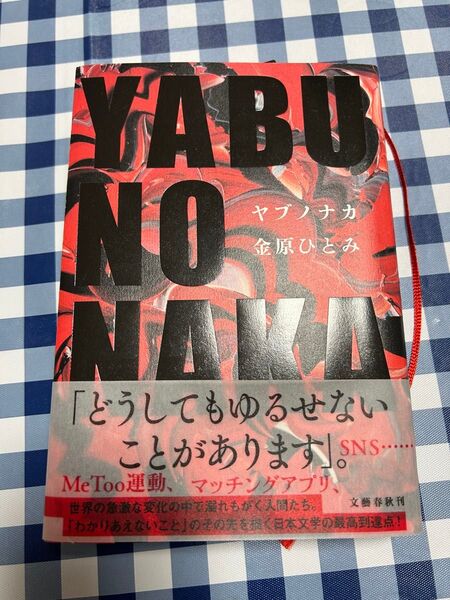 YABU
NO
NAKA
ヤブノナカ
金原ひとみ
「どうしてもゆるせない
ことがあります」。SNS……
MeToo運動、マッチングアプリ、
世界の急激な変化の中で溺れもがく人間たち。
「わかりあえないこと」のその先を描く日本文学の最高到達点!
文藝春秋刊